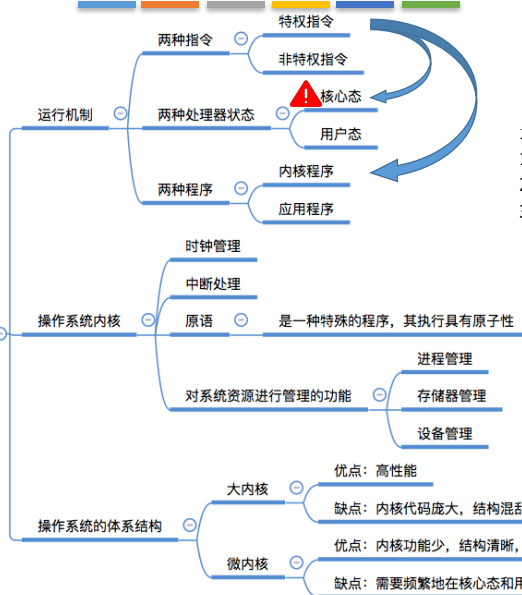 特权指令
两种指令
非特权指令
核心态
运行机制
两种处理器状态
用户态
内核程序
两种程序
应用程序
时钟管理
中断处理
操作系统内核
原语
是一种特殊的程序，其执行具有原子性
进程管理
对系统资源进行管理的功能
存储器管理
设备管理
优点：高性能
大内核
缺点：内核代码庞大，结构混乱
操作系统的体系结构
优点：内核功能少，结构清晰，
微内核
缺点：需要频繁地在核心态和用